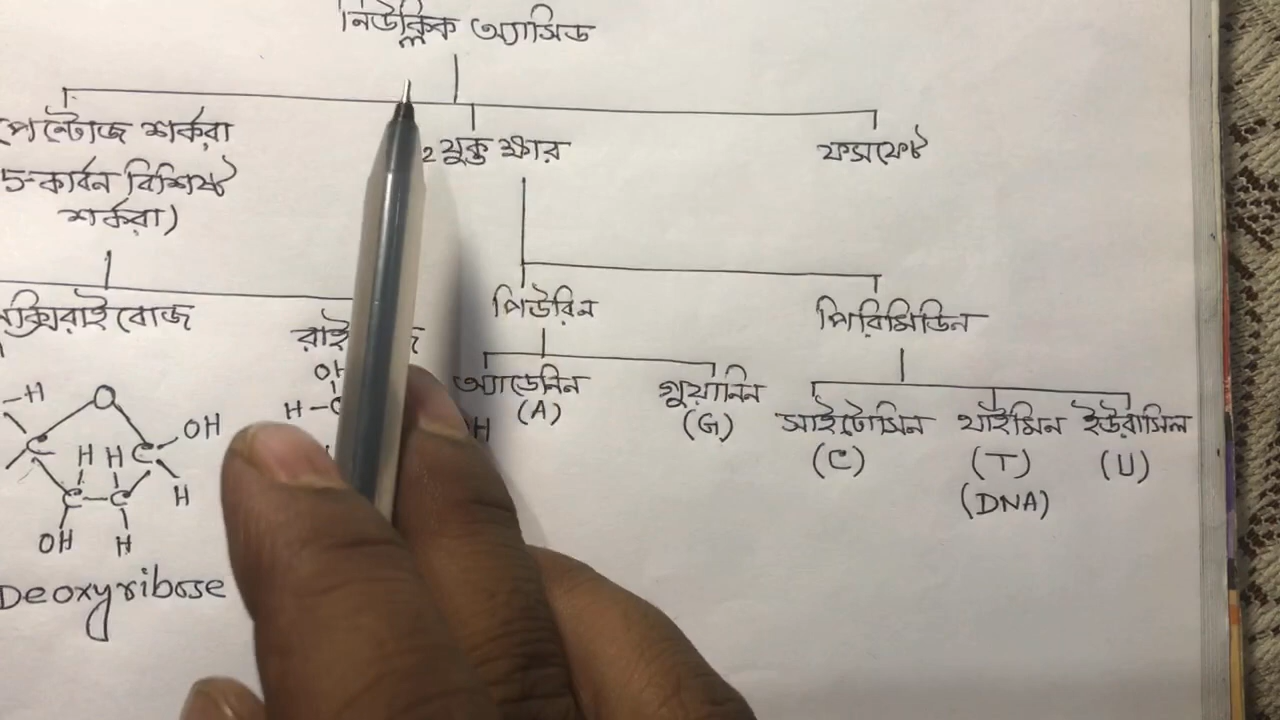 নিউক্লিক অ্যাসিড
পেন্টোজ শর্করা
5-কার্বন বিশিষ্ট
শর্করা)
যুক্ত ক্ষার
ফসফেট
পিউরিন
পিরিমিডিন
অ্যাডেনিন
(A)
গুয়ানিন
(G)
সাইটোসিন
(C)
থাইমিন
(T)
(DNA)
ইউরাসিল
(U)
H
O
OH
C
H H
C
C
C
H
OH
H
Deoxyribose
OH
H-C